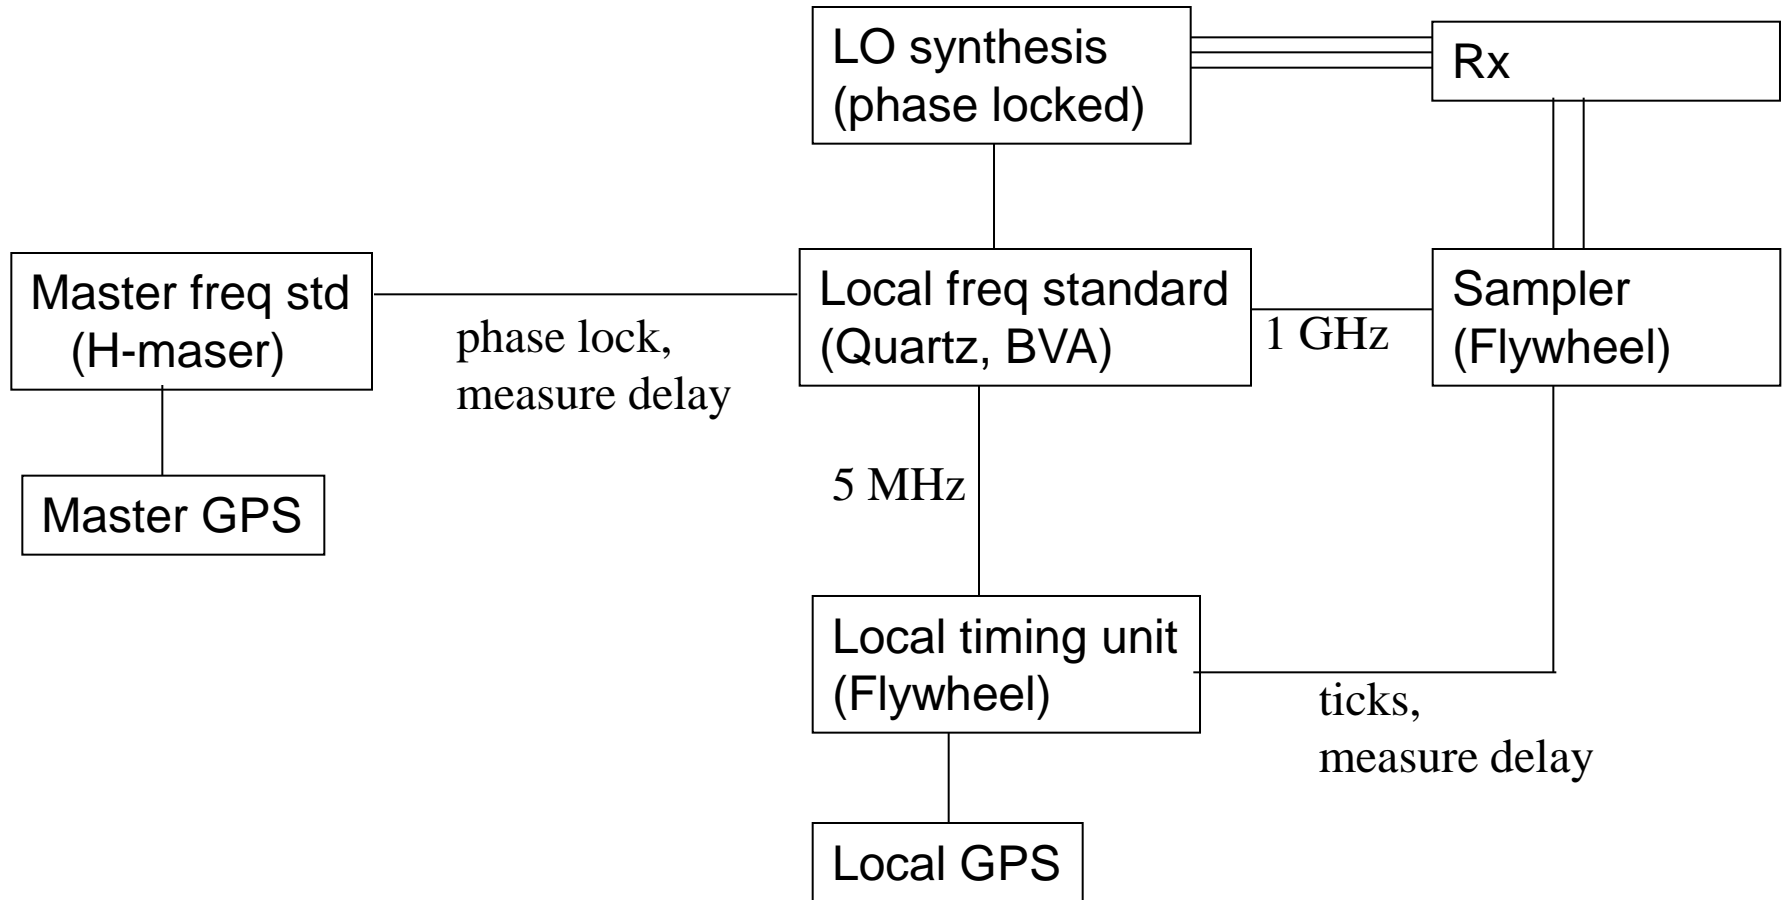 LO synthesis
(phase locked)
Rx
Master freq std
(H-maser)
phase lock,
measure delay
Local freq standard
(Quartz, BVA)
1 GHz
Sampler
(Flywheel)
Master GPS
5 MHz
Local timing unit
(Flywheel)
ticks,
measure delay
Local GPS